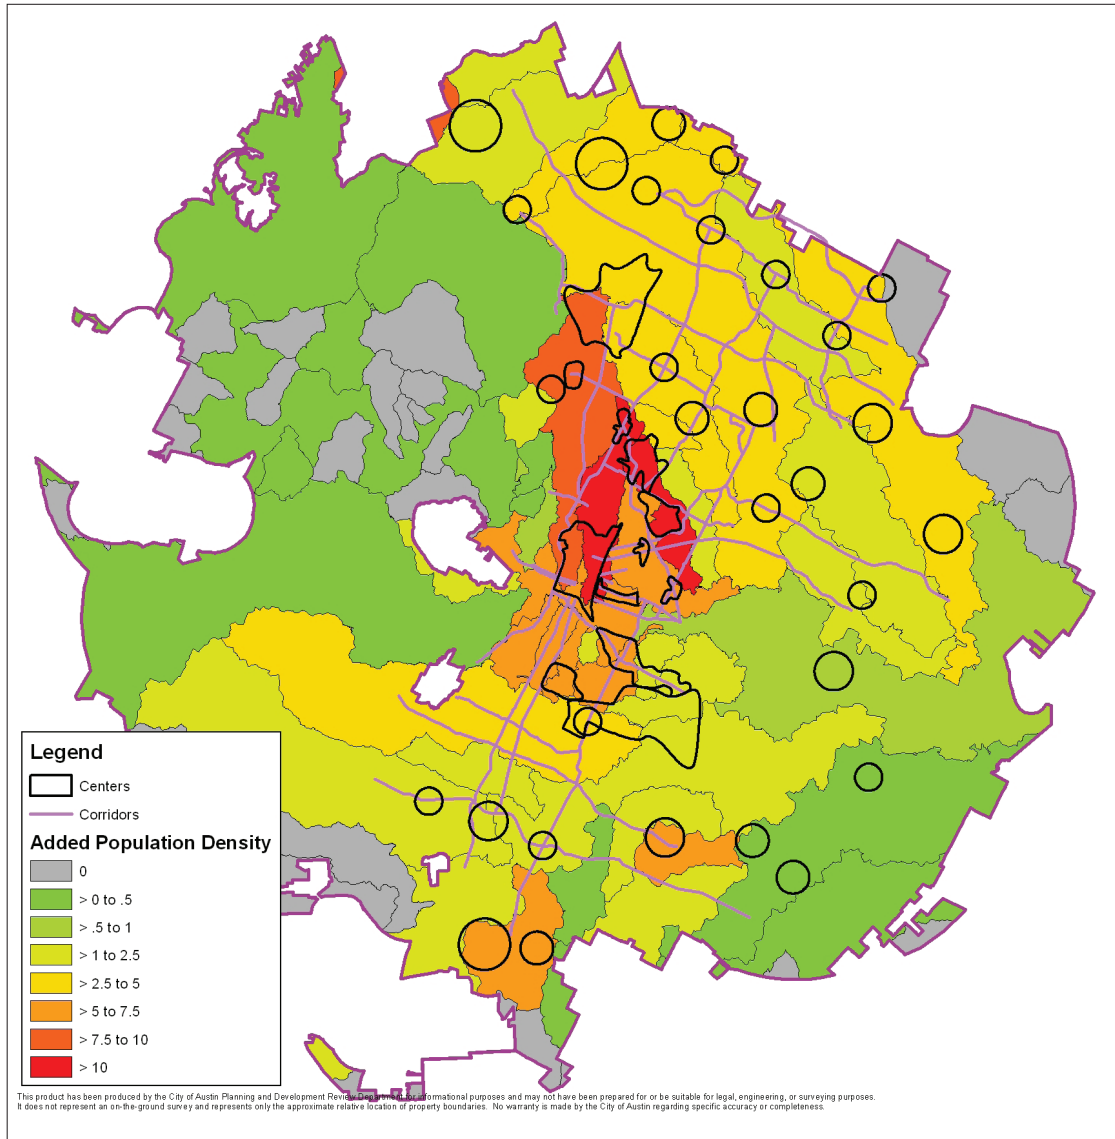 Legend
Centers
Corridors
Added Population Density
0
> 0 to .5
> .5 to 1
> 1 to 2.5
> 2.5 to 5
> 5 to 7.5
> 7.5 to 10
> 10
This product has been produced by the City of Austin Planning and Development Review Department for informational purposes and may not have been prepared for or be suitable for legal, engineering, or surveying purposes.
It does not represent an on-the-ground survey and represents only the approximate relative location of property boundaries. No warranty is made by the City of Austin regarding specific accuracy or completeness.